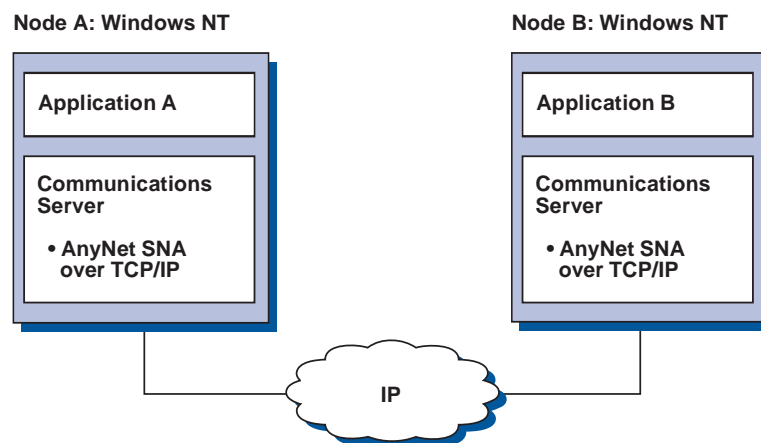 Node A: Windows NT
Application A
Communications
Server
• AnyNet SNA
over TCP/IP
Node B: Windows NT
Application B
Communications
Server
• AnyNet SNA
over TCP/IP
IP